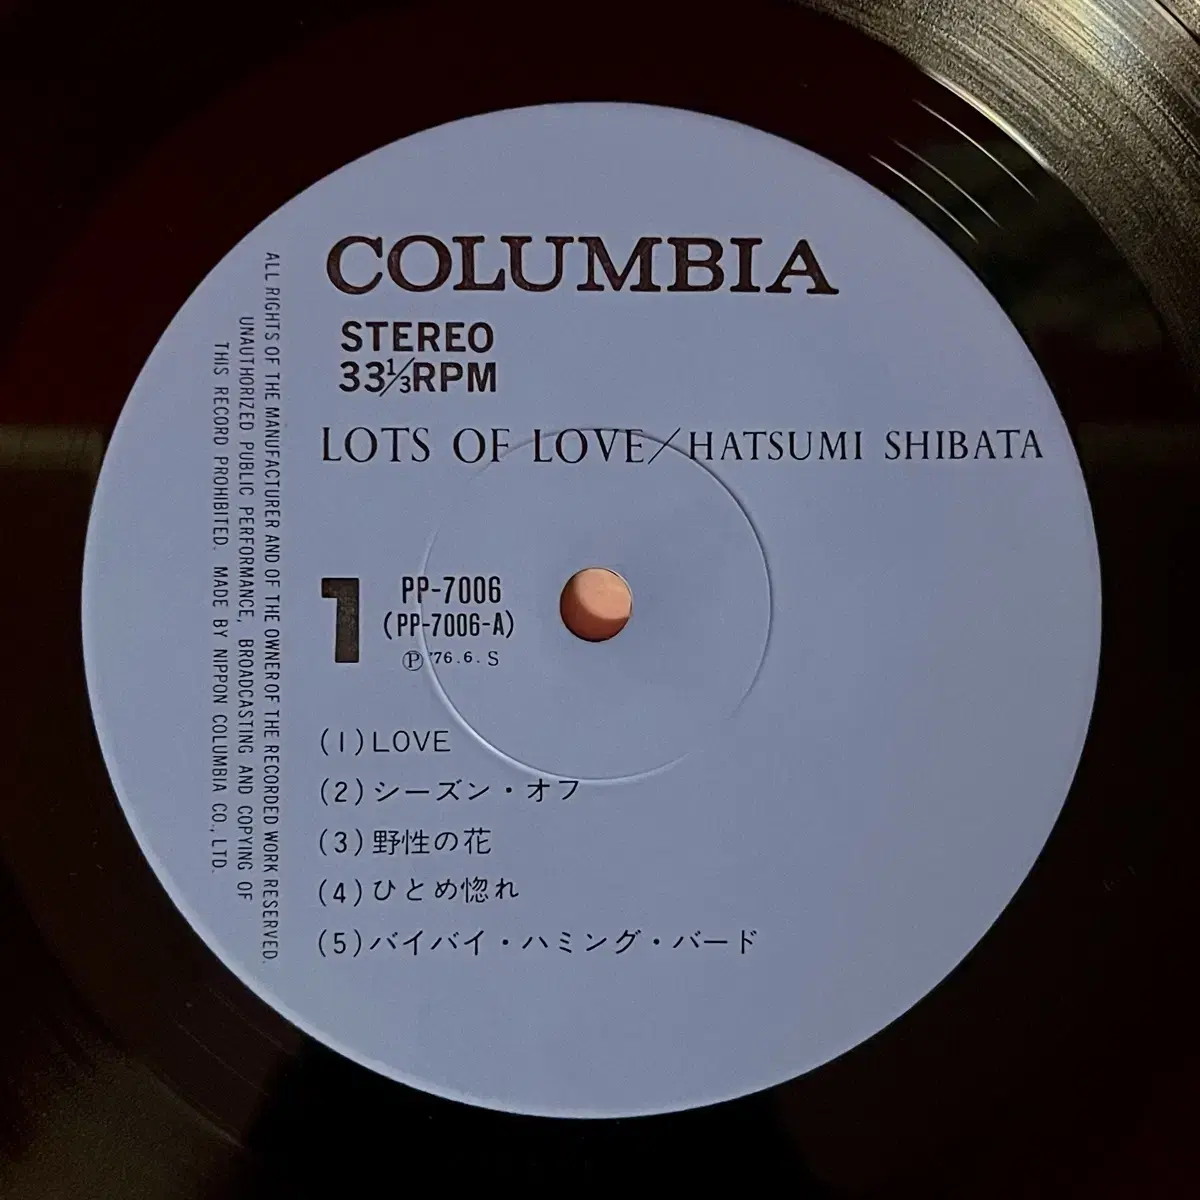 COLUMBIA
STEREO
33 1/3 RPM
LOTS OF LOVE/HATSUMI SHIBATA
1
PP-7006
(PP-7006-A)
Ⓟ'76.6. S
(1) LOVE
(2) シーズン・オフ
(3) 野性の花
(4) ひとめ惚れ
(5) バイバイ・ハミング・バード
ALL RIGHTS OF THE MANUFACTURER AND OF THE OWNER OF THE RECORDED WORK RESERVED.
UNAUTHORIZED PUBLIC PERFORMANCE, BROADCASTING AND COPYING OF
THIS RECORD PROHIBITED. MADE BY NIPPON COLUMBIA CO., LTD.